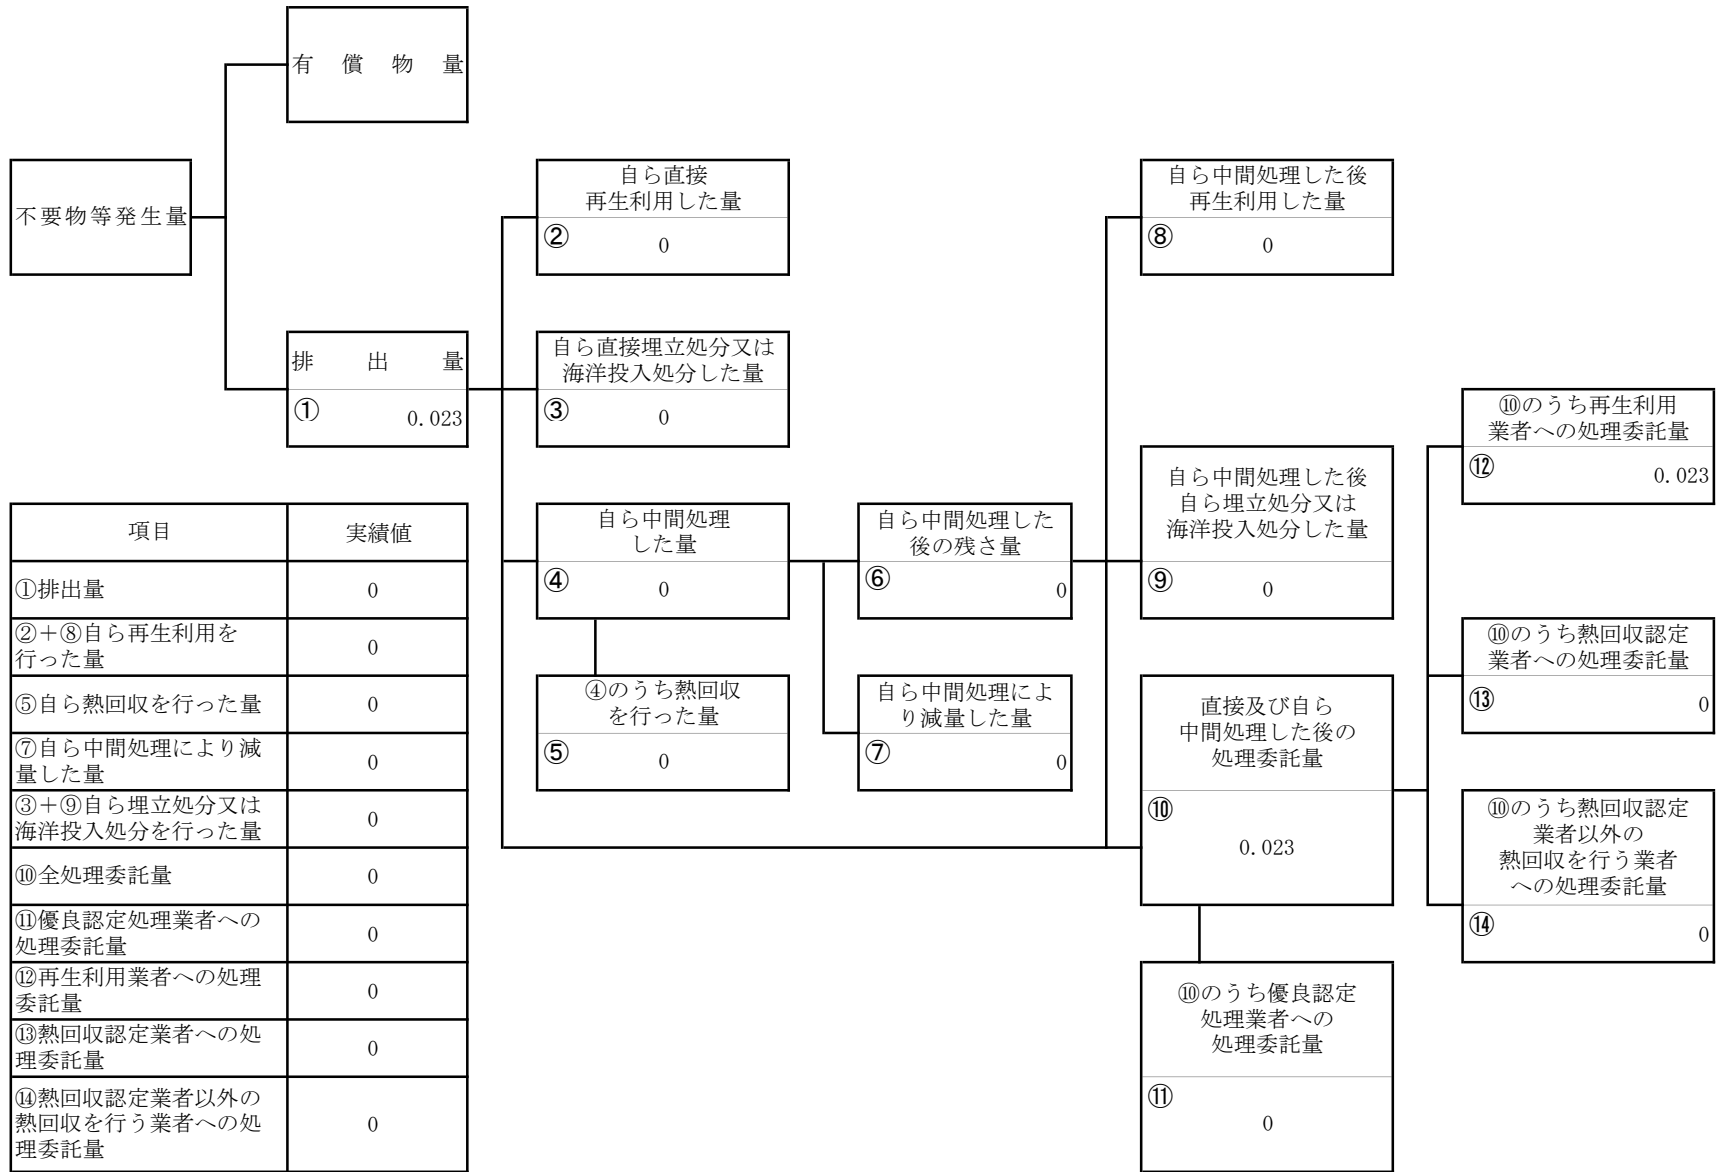 有償物量
不要物等発生量
排出量
① 0.023
自ら直接
再生利用した量
② 0
自ら直接埋立処分又は
海洋投入処分した量
③ 0
自ら中間処理
した量
④ 0
④のうち熱回収
を行った量
⑤ 0
自ら中間処理した
後の残さ量
⑥ 0
自ら中間処理によ
り減量した量
⑦ 0
自ら中間処理した後
再生利用した量
⑧ 0
自ら中間処理した後
自ら埋立処分又は
海洋投入処分した量
⑨ 0
直接及び自ら
中間処理した後の
処理委託量
⑩
0.023
⑩のうち優良認定
処理業者への
処理委託量
⑪
0
⑩のうち再生利用
業者への処理委託量
⑫ 0.023
⑩のうち熱回収認定
業者への処理委託量
⑬ 0
⑩のうち熱回収認定
業者以外の
熱回収を行う業者
への処理委託量
⑭ 0
項目 実績値
①排出量 0
②＋⑧自ら再生利用を
行った量 0
⑤自ら熱回収を行った量 0
⑦自ら中間処理により減
量した量 0
③＋⑨自ら埋立処分又は
海洋投入処分を行った量 0
⑩全処理委託量 0
⑪優良認定処理業者への
処理委託量 0
⑫再生利用業者への処理
委託量 0
⑬熱回収認定業者への処
理委託量 0
⑭熱回収認定業者以外の
熱回収を行う業者への処 0
理委託量